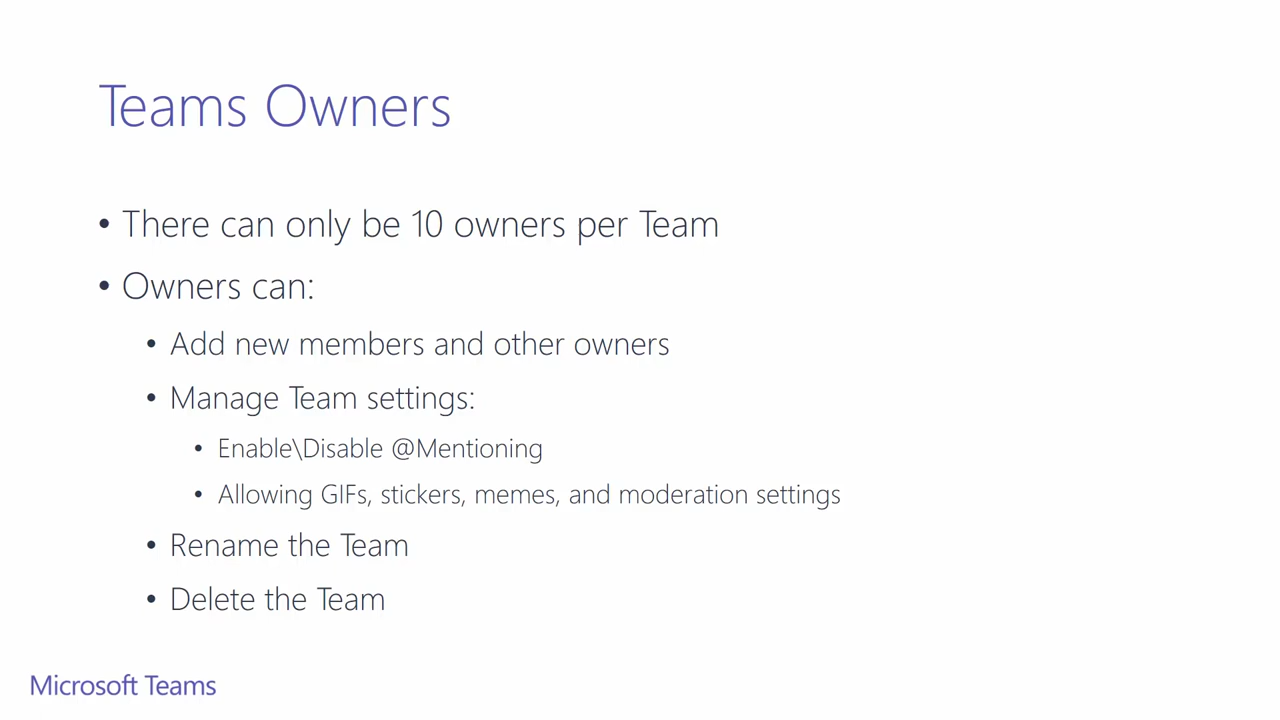 Teams Owners
• There can only be 10 owners per Team
• Owners can:
• Add new members and other owners
• Manage Team settings:
• Enable\Disable @Mentioning
• Allowing GIFs, stickers, memes, and moderation settings
• Rename the Team
• Delete the Team
Microsoft Teams